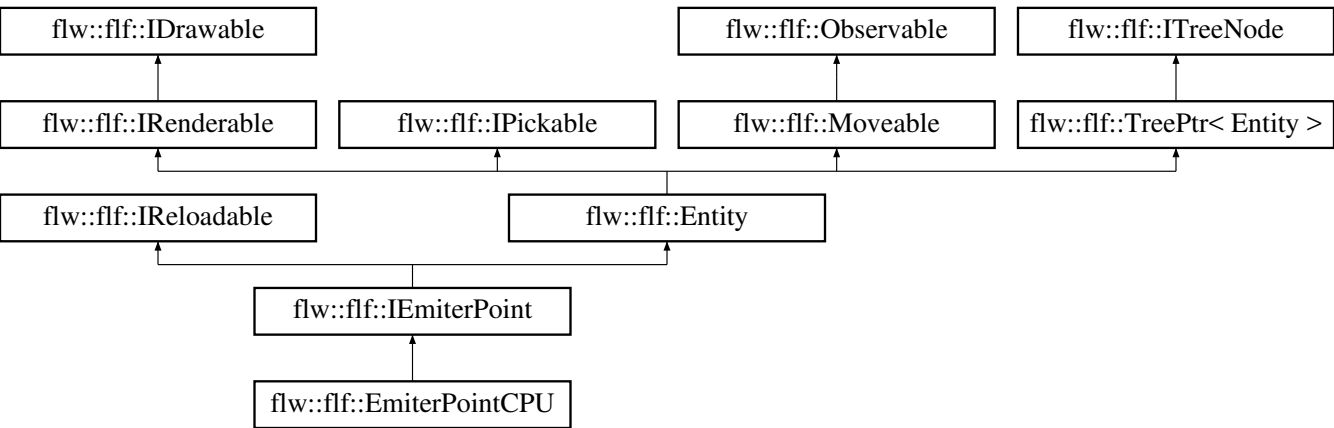 flw::flf::IDrawable
flw::flf::Observable
flw::flf::ITreeNode
flw::flf::IRenderable
flw::flf::IPickable
flw::flf::Moveable
flw::flf::TreePtr< Entity >
flw::flf::IReloadable
flw::flf::Entity
flw::flf::IEmiterPoint
flw::flf::EmiterPointCPU